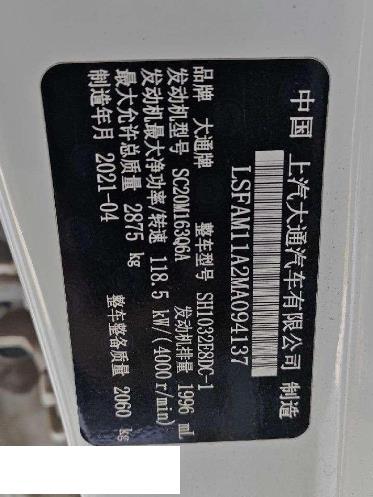 中国 上汽大通汽车有限公司 制造
LSFAM11A2MA094137
品牌 大通牌 整车型号 SH1032E8DC-1
发动机型号 SC20M163Q6A 发动机排量 1996 mL
发动机最大净功率/转速 118.5 kW/(4000r/min)
最大允许总质量 2875 kg 整车整备质量 2060 kg
制造年月 2021-04